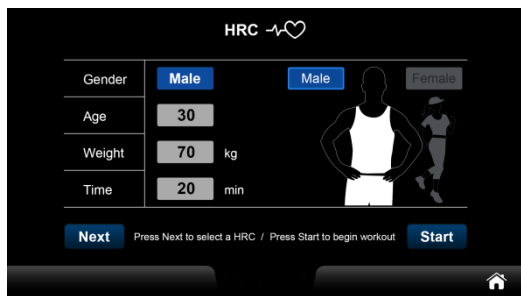 HRC
Gender Male Male Female
Age 30
Weight 70 kg
Time 20 min
Next Press Next to select a HRC / Press Start to begin workout Start